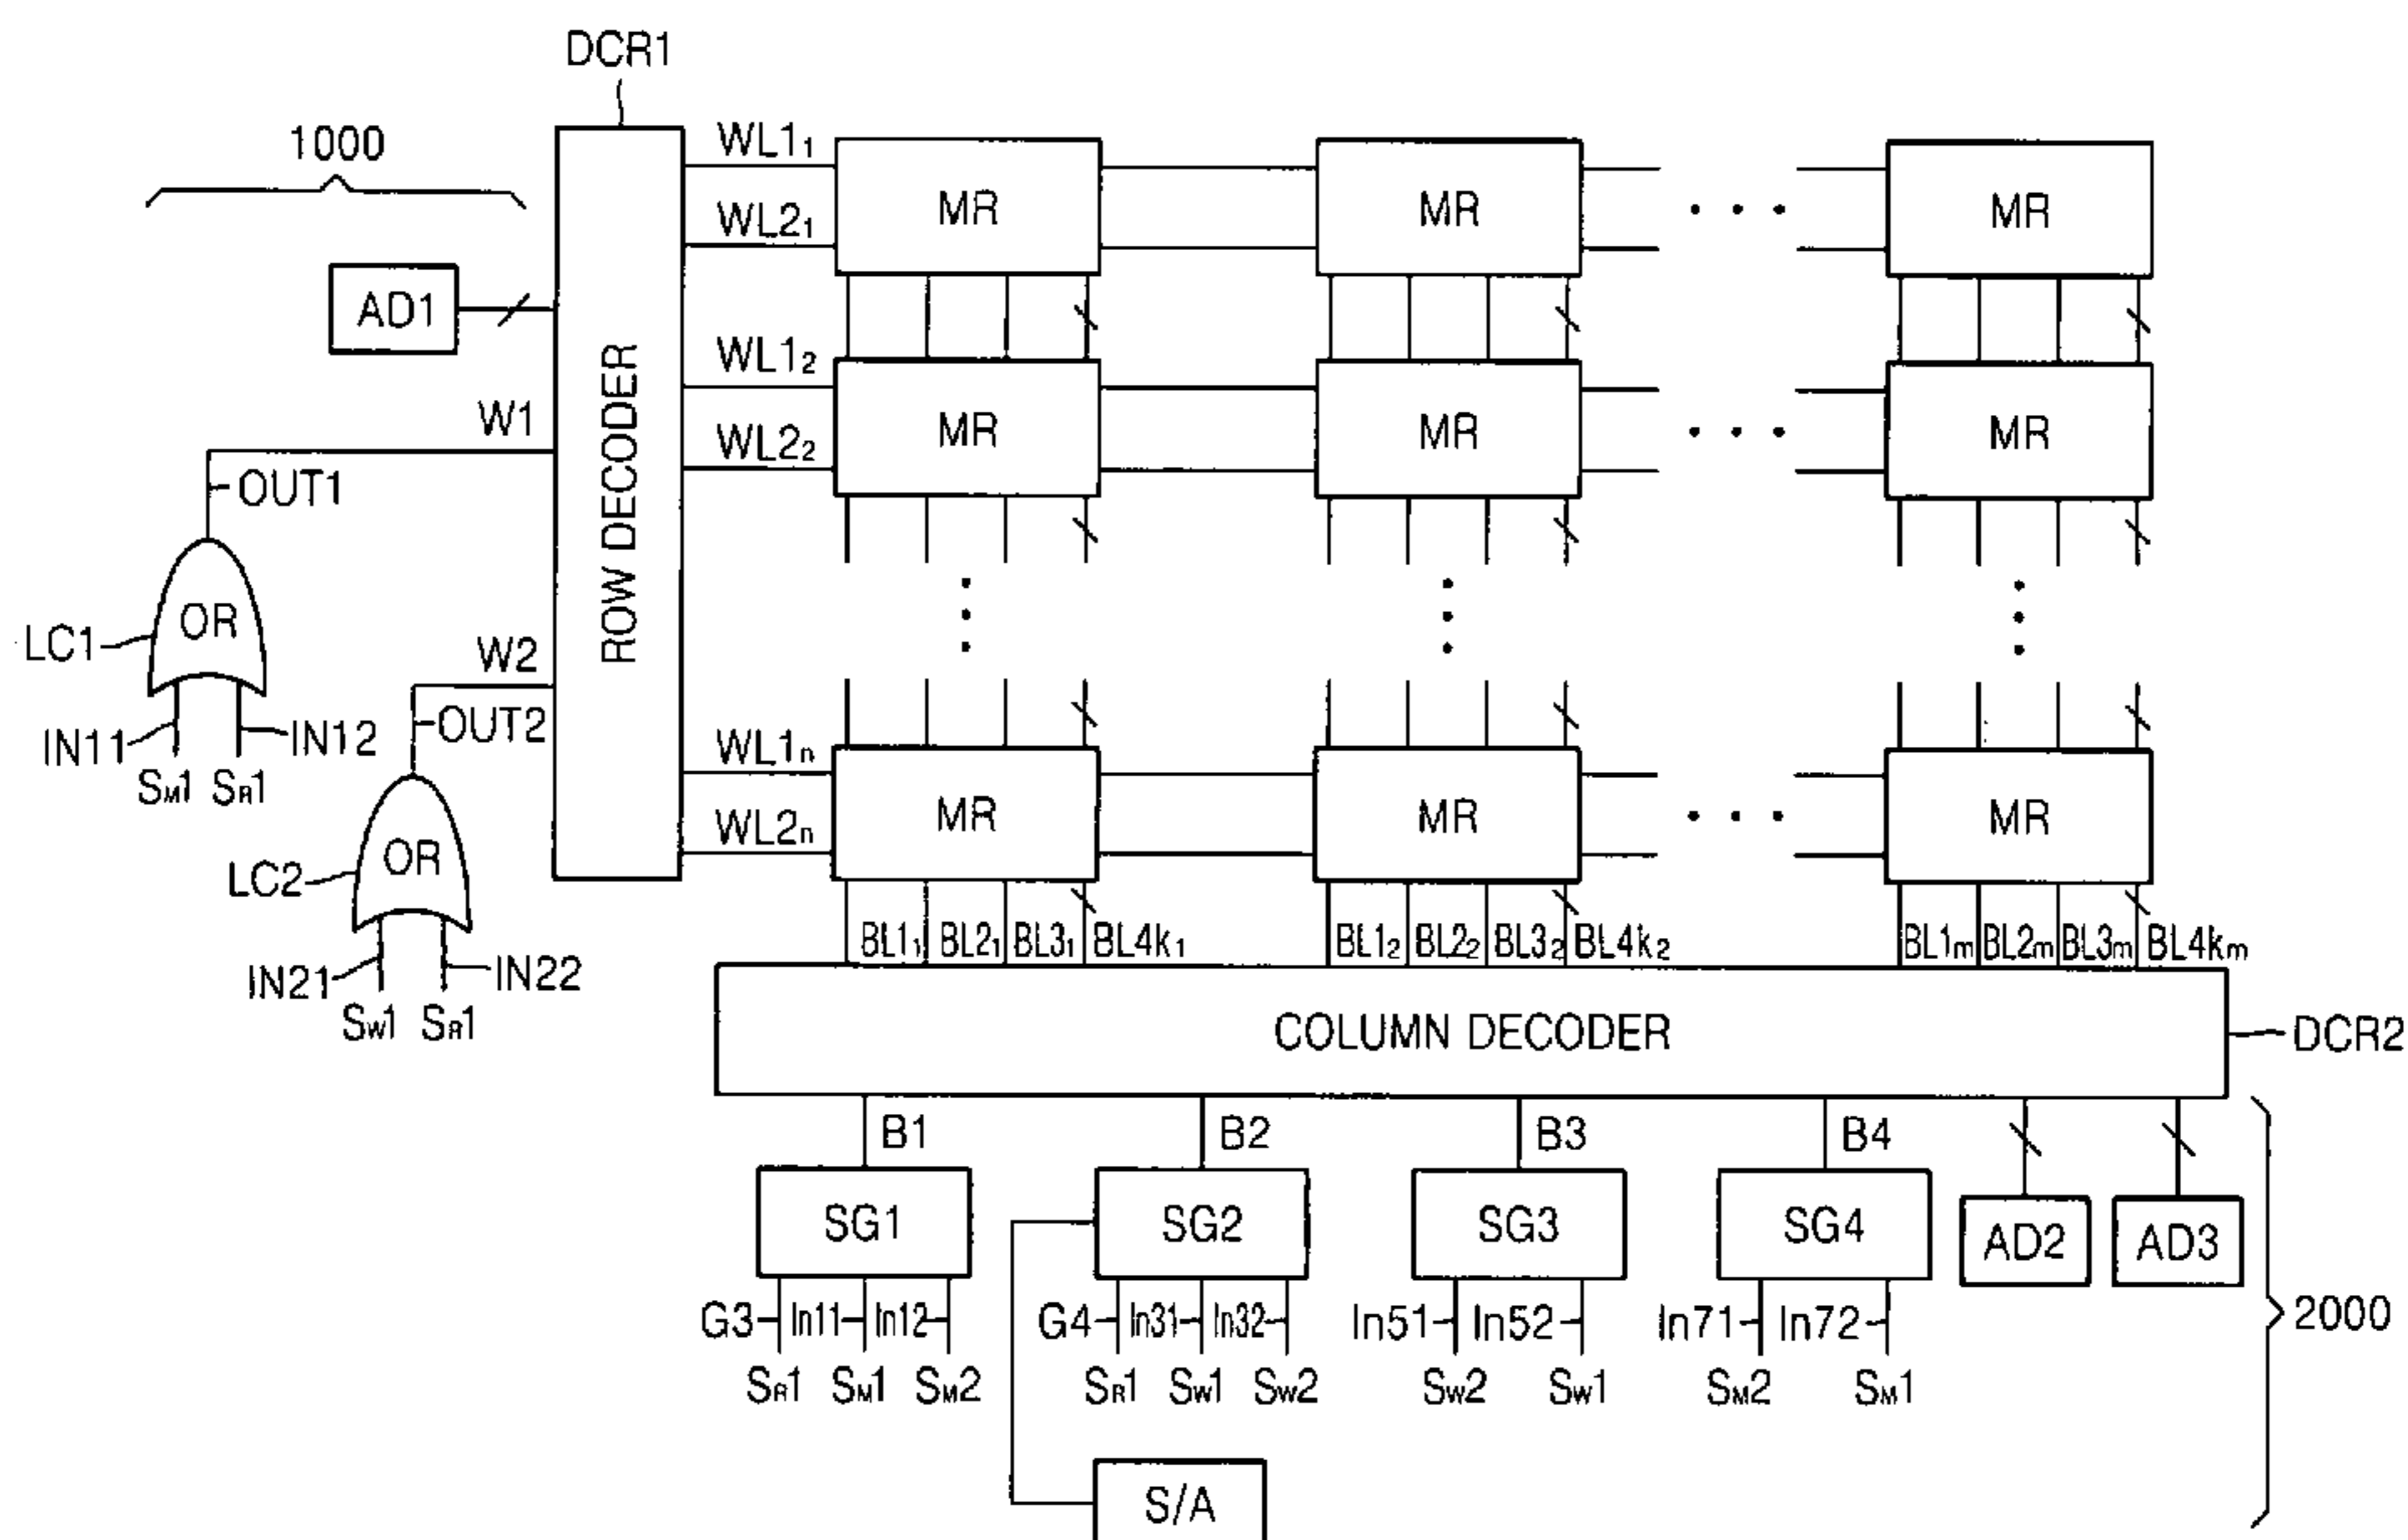 DCR1
1000
WL1₁
MR MR MR
WL2₁
AD1
ROW DECODER
WL1₂
W1
MR MR MR
WL2₂
OUT1
OR
LC1
W2
IN11 IN12
OUT2
SM1 SR1
WL1n
MR MR MR
WL2n
OR
LC2
BL1₁ BL2₁ BL3₁ BL4k₁ BL1₂ BL2₂ BL3₂ BL4k₂ BL1m BL2m BL3m BL4km
IN21 IN22
SW1 SR1
COLUMN DECODER
DCR2
B1 B2 B3 B4
SG1 SG2 SG3 SG4 AD2 AD3
G3 In11 In12 G4 In31 In32 In51 In52 In71 In72
2000
SR1 SM1 SM2 SR1 SW1 SW2 SW2 SW1 SM2 SM1
S/A